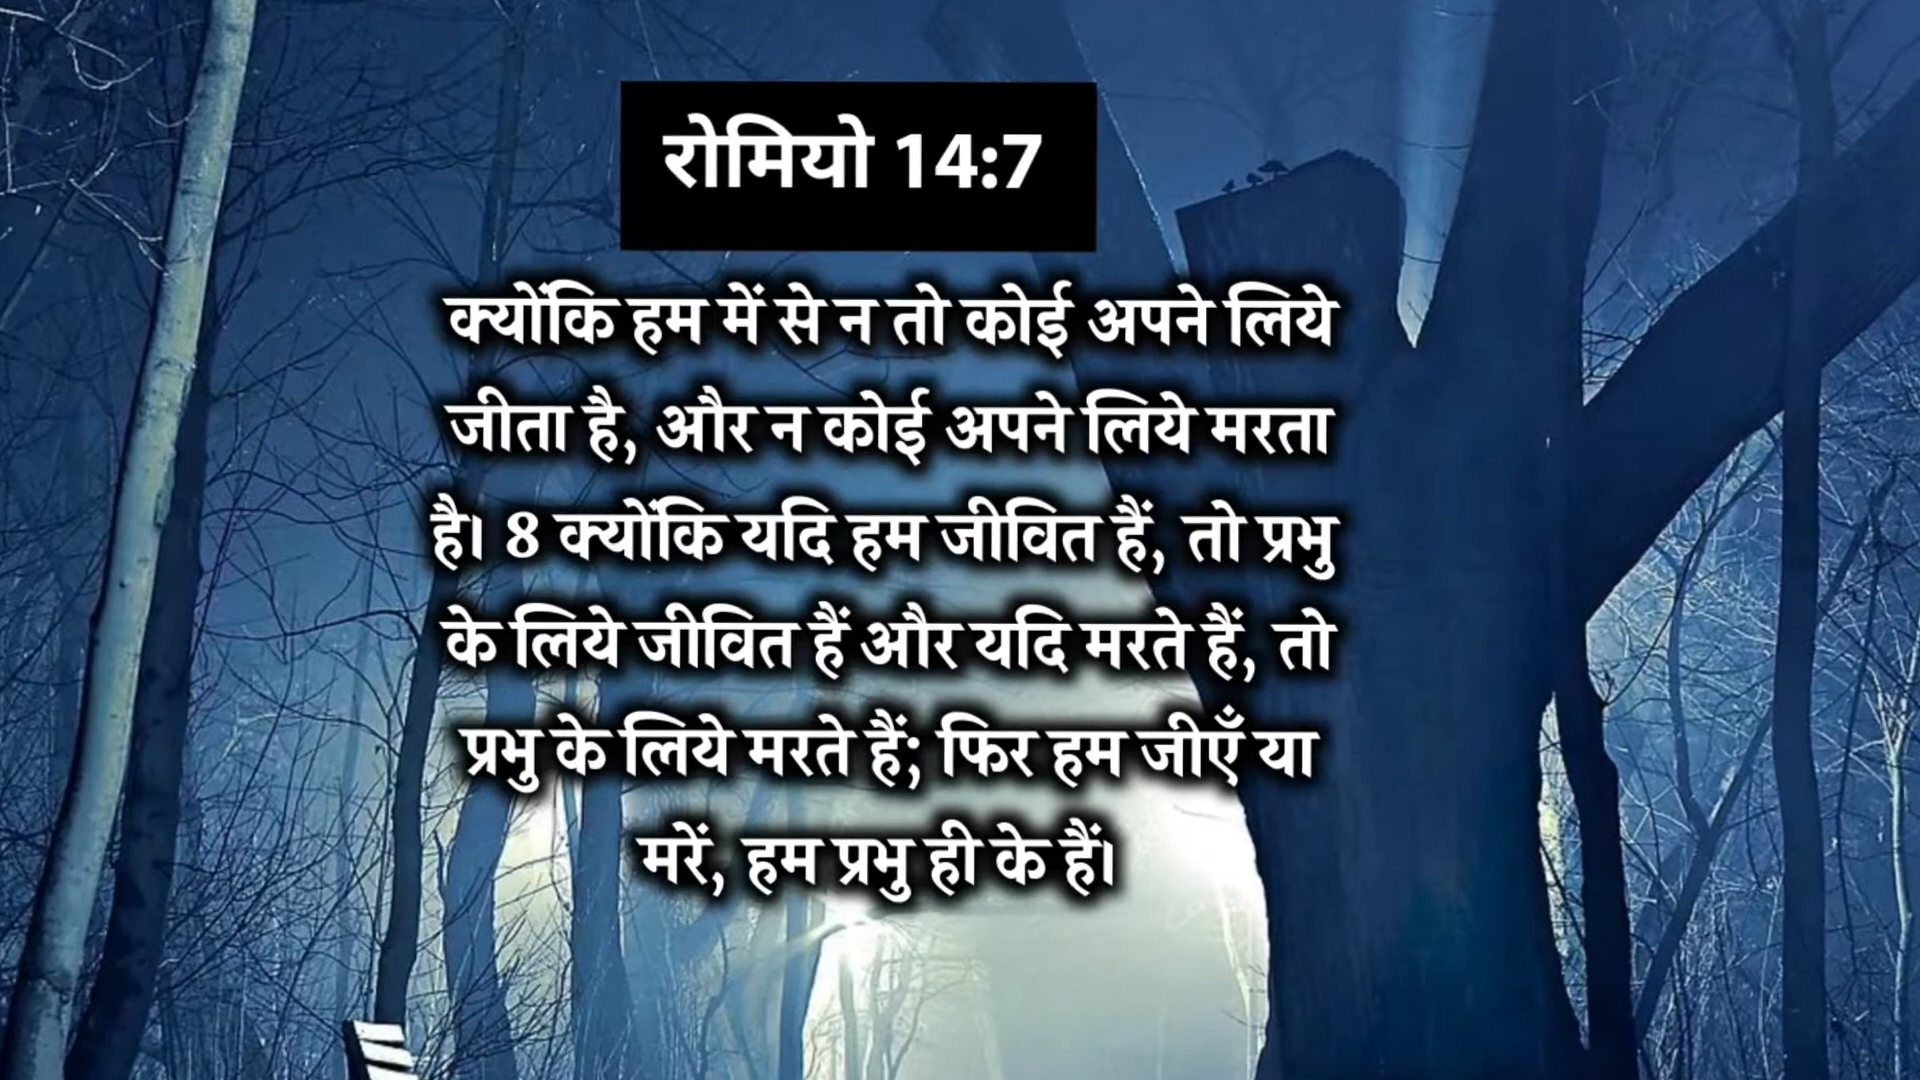 रोमियो 14:7
क्योंकि हम में से न तो कोई अपने लिये
जीता है, और न कोई अपने लिये मरता
है। 8 क्योंकि यदि हम जीवित हैं, तो प्रभु
के लिये जीवित हैं और यदि मरते हैं, तो
प्रभु के लिये मरते हैं; फिर हम जीएँ या
मरें, हम प्रभु ही के हैं।